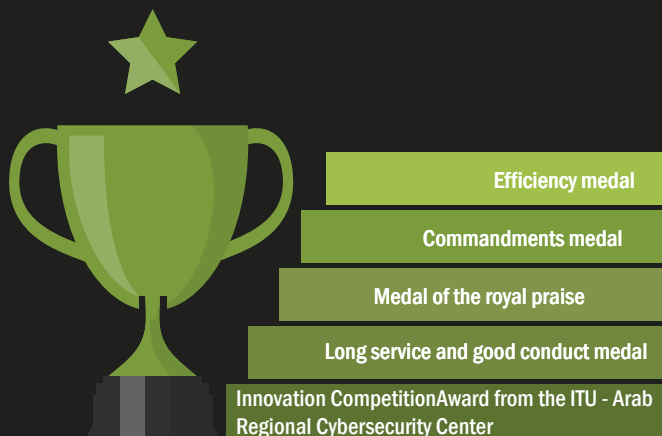 Efficiency medal
Commandments medal
Medal of the royal praise
Long service and good conduct medal
Innovation CompetitionAward from the ITU - Arab
Regional Cybersecurity Center